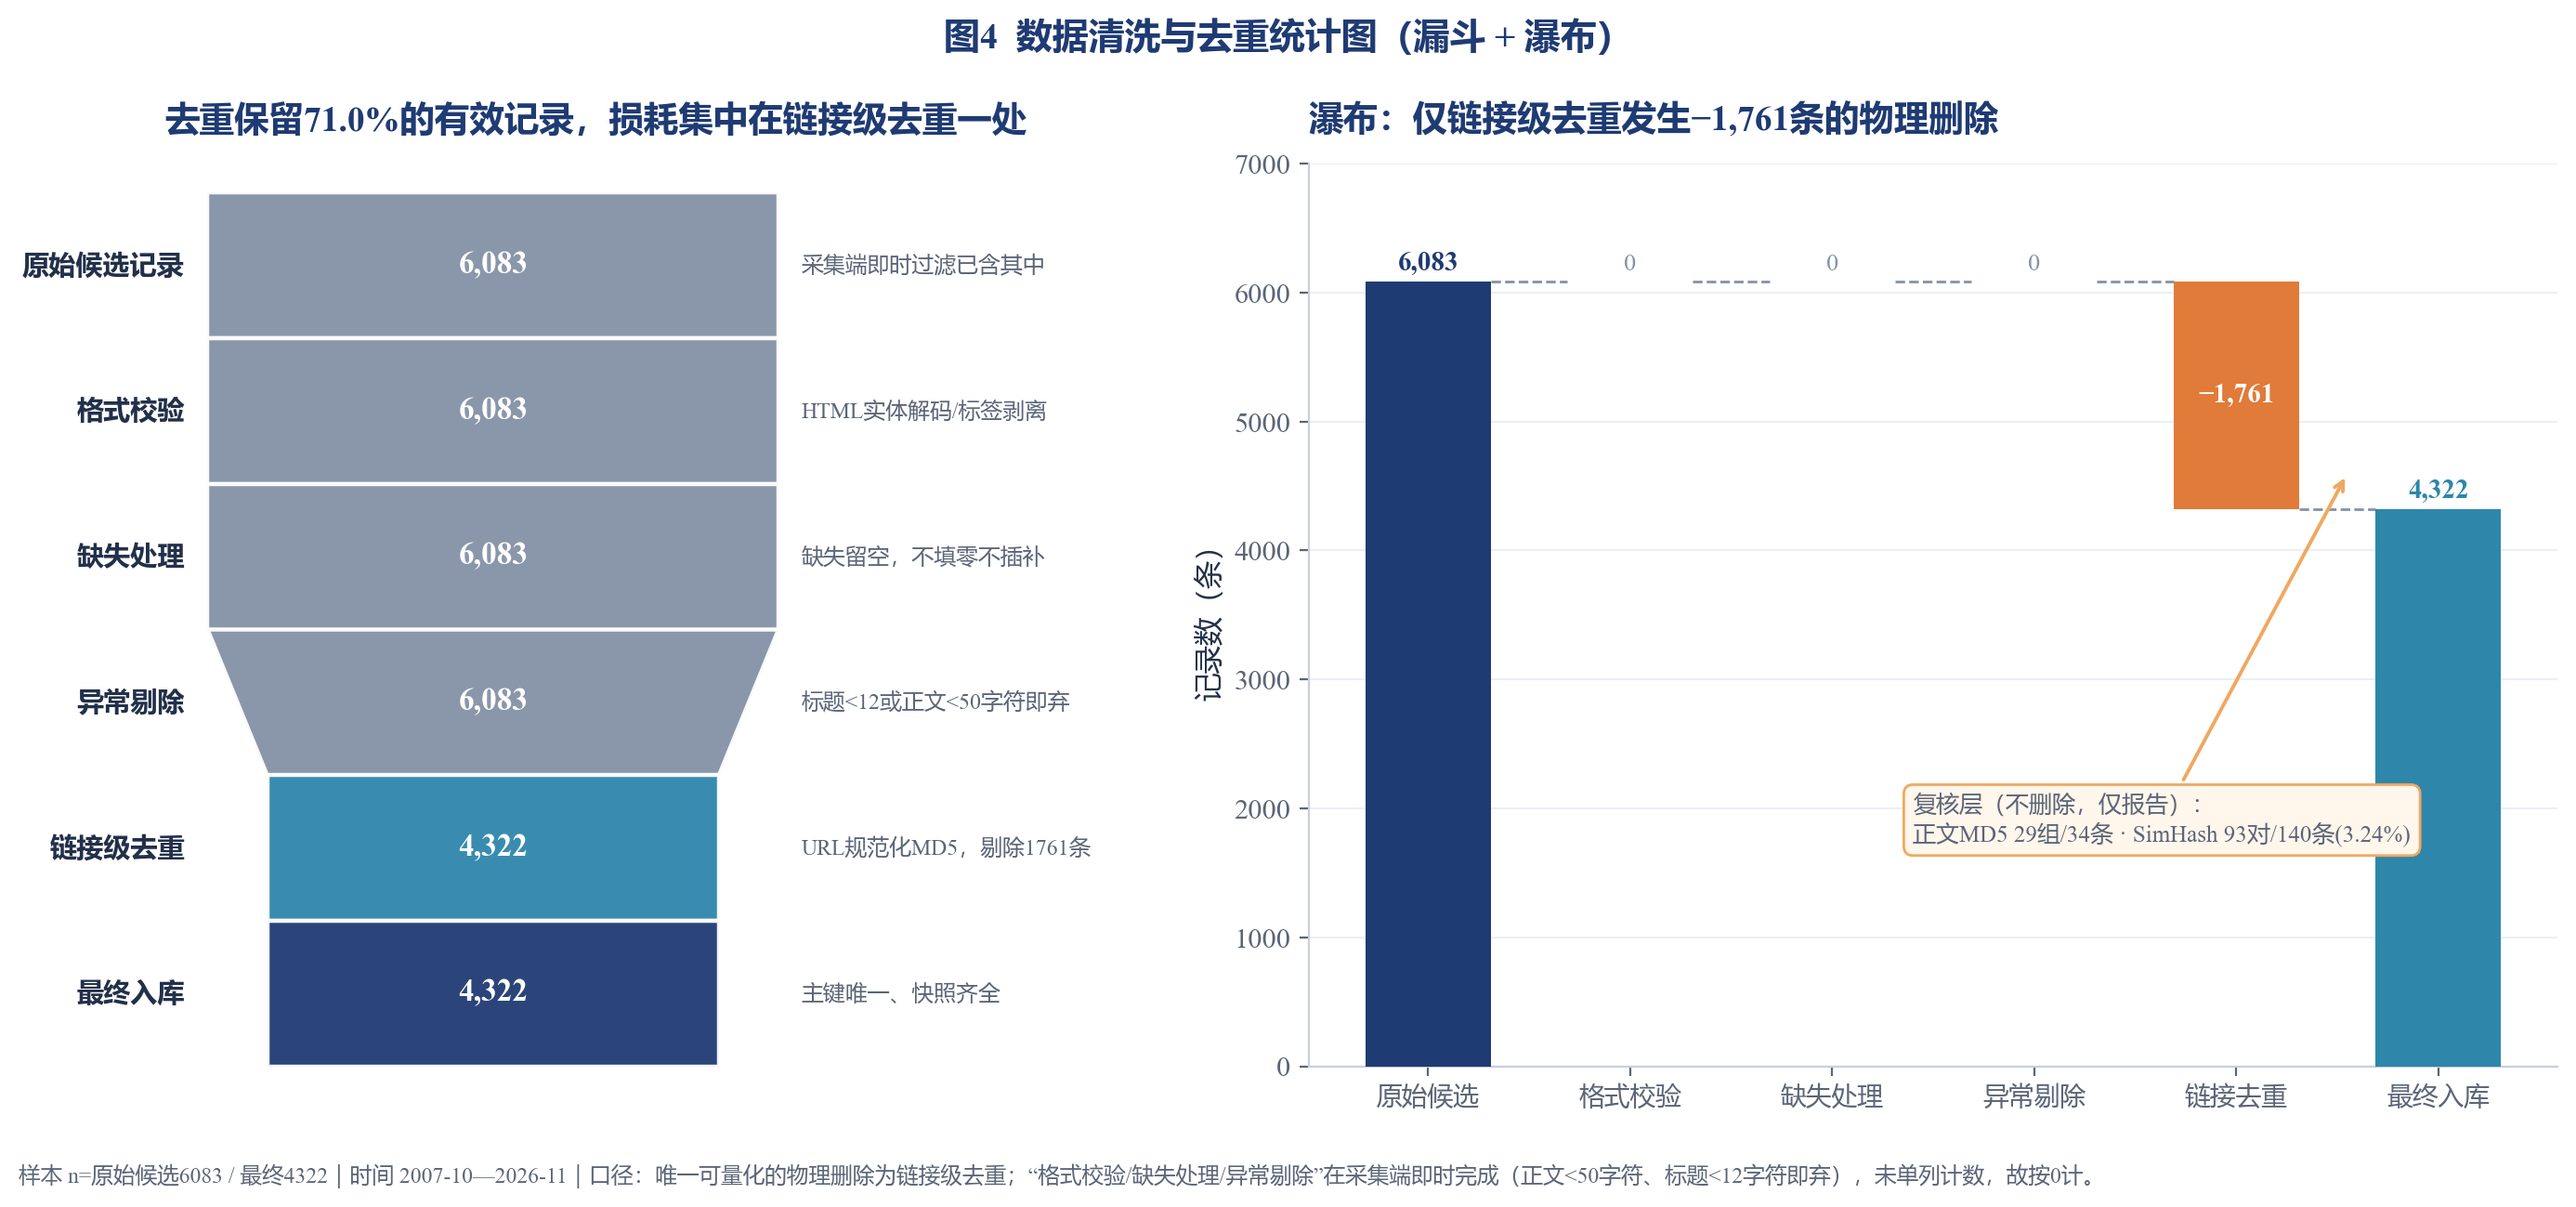 图4 数据清洗与去重统计图（漏斗 + 瀑布）
去重保留71.0%的有效记录，损耗集中在链接级去重一处
原始候选记录
6,083
采集端即时过滤已含其中
格式校验
6,083
HTML实体解码/标签剥离
缺失处理
6,083
缺失留空，不填零不插补
异常剔除
6,083
标题<12或正文<50字符即弃
链接级去重
4,322
URL规范化MD5，剔除1761条
最终入库
4,322
主键唯一、快照齐全
瀑布：仅链接级去重发生−1,761条的物理删除
记录数（条）
7000
6000
5000
4000
3000
2000
1000
0
6,083
0
0
0
−1,761
4,322
复核层（不删除，仅报告）：
正文MD5 29组/34条 · SimHash 93对/140条(3.24%)
原始候选
格式校验
缺失处理
异常剔除
链接去重
最终入库
样本 n=原始候选6083 / 最终4322｜时间 2007-10—2026-11｜口径：唯一可量化的物理删除为链接级去重；“格式校验/缺失处理/异常剔除”在采集端即时完成（正文<50字符、标题<12字符即弃），未单列计数，故按0计。